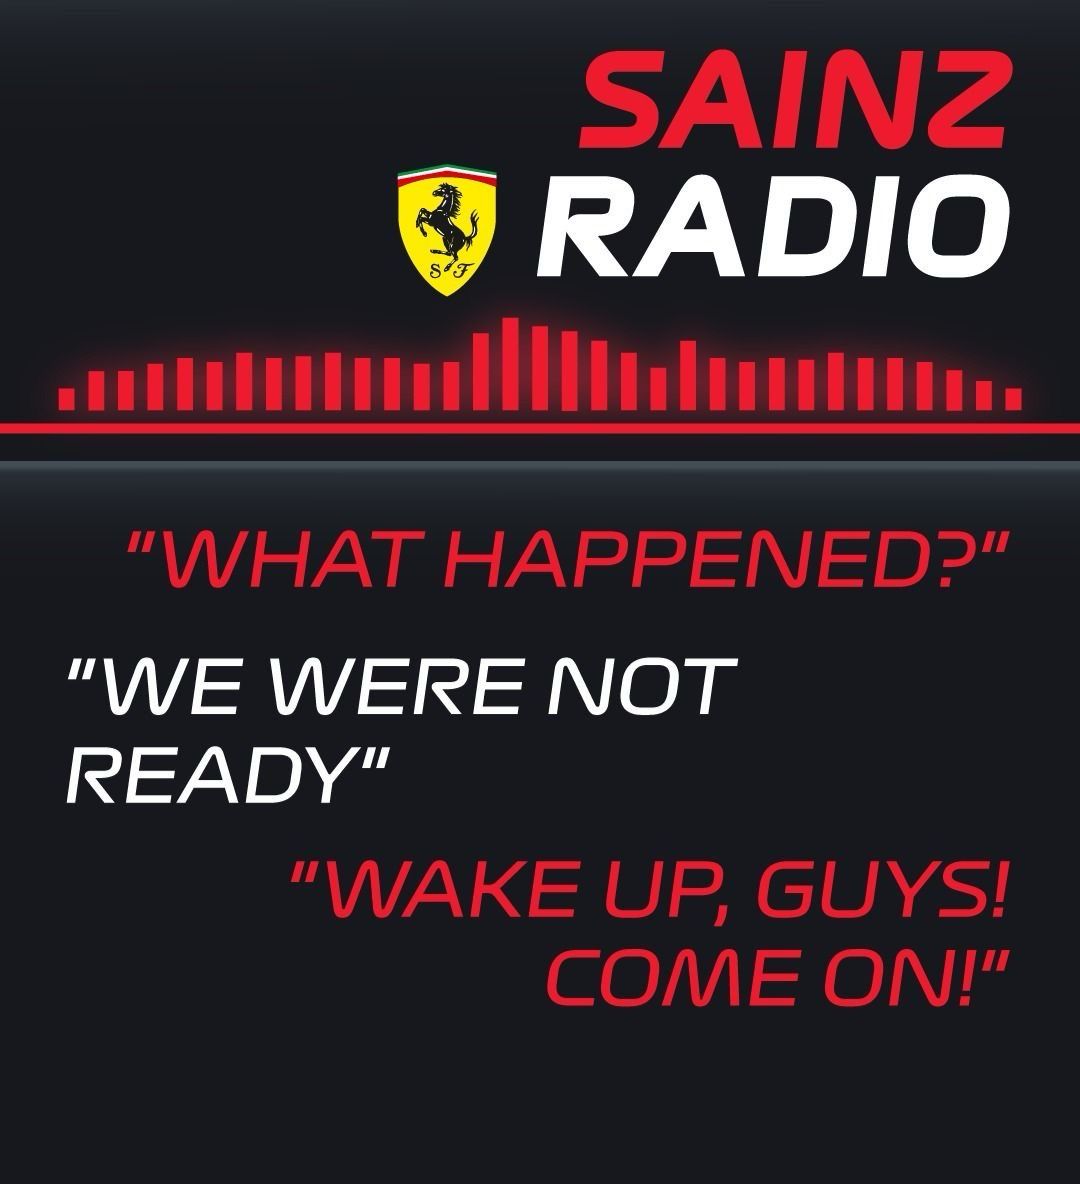 SAINZ
RADIO
S F
"WHAT HAPPENED?"
"WE WERE NOT
READY"
"WAKE UP, GUYS!
COME ON!"